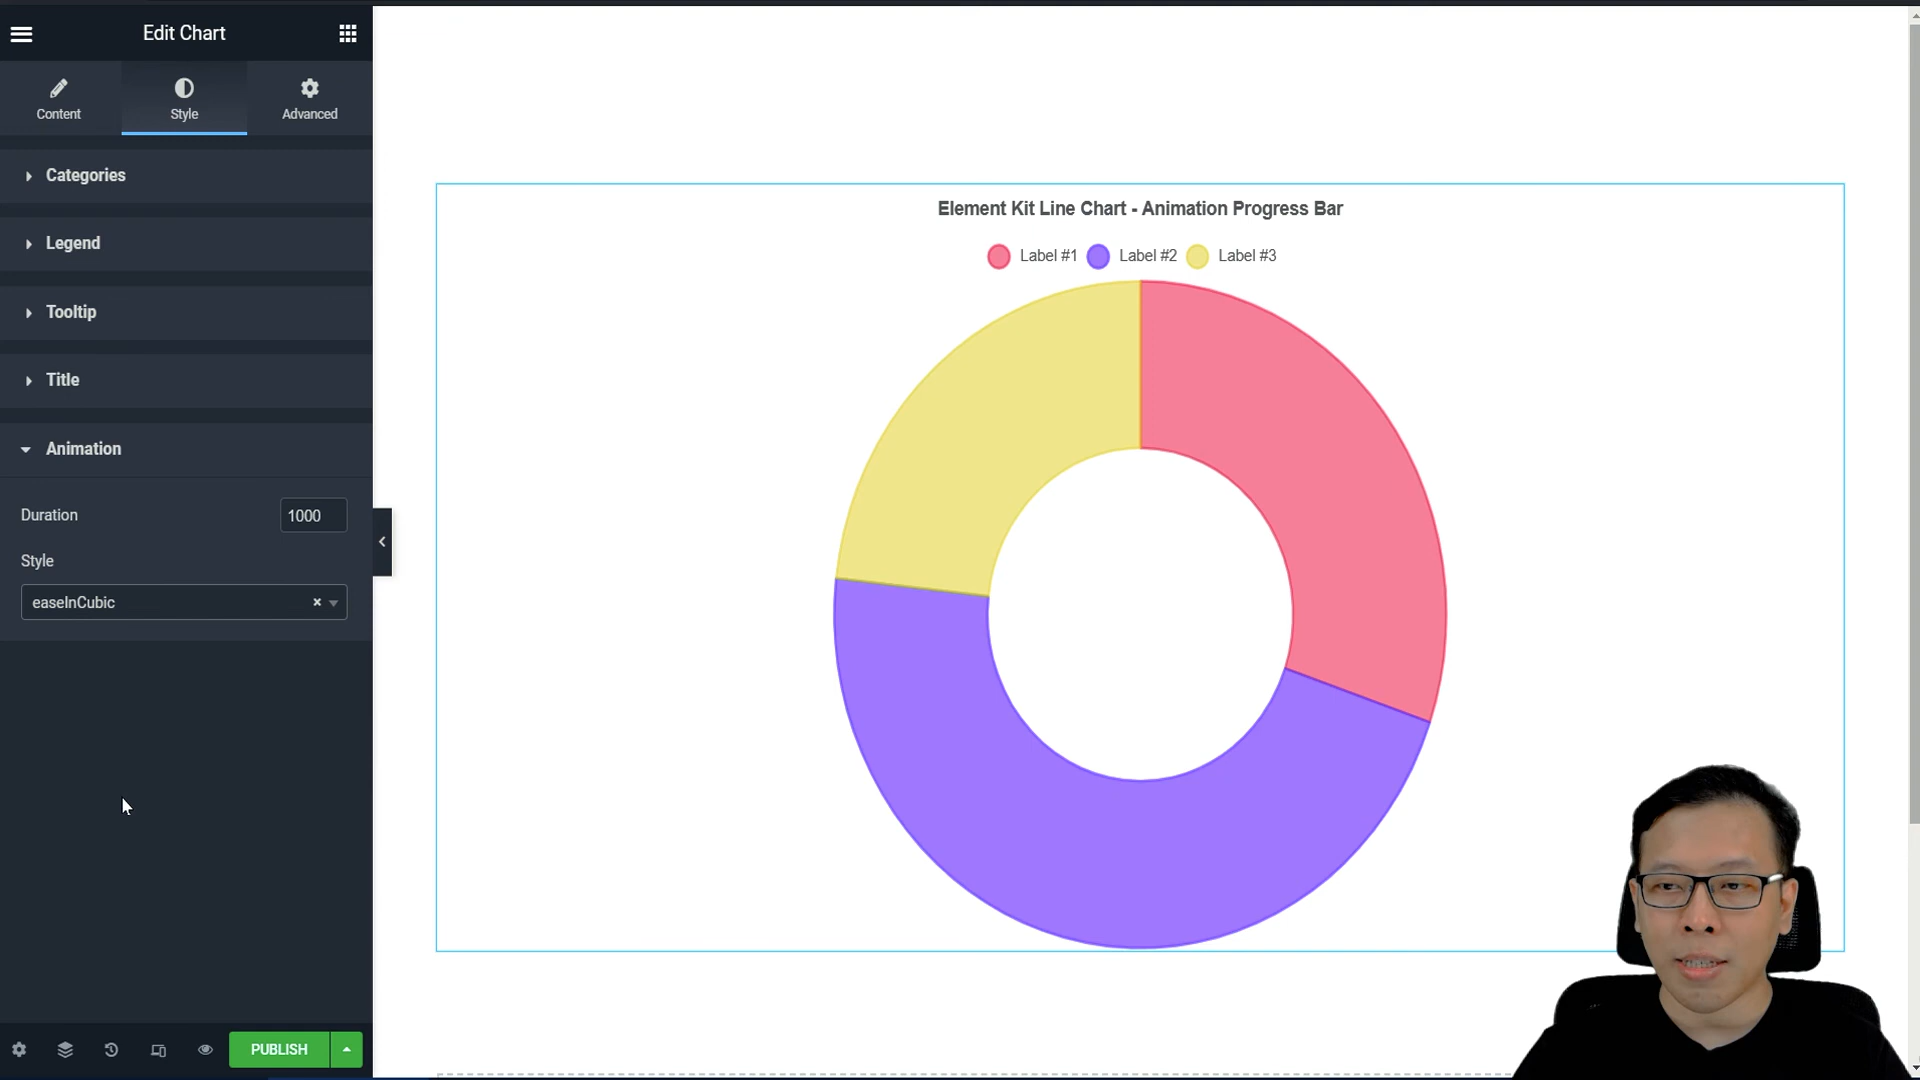 Edit Chart
Content
Style
Advanced
Categories
Legend
Tooltip
Title
Animation
Duration
1000
Style
easeInCubic
PUBLISH
Element Kit Line Chart - Animation Progress Bar
Label #1 Label #2 Label #3